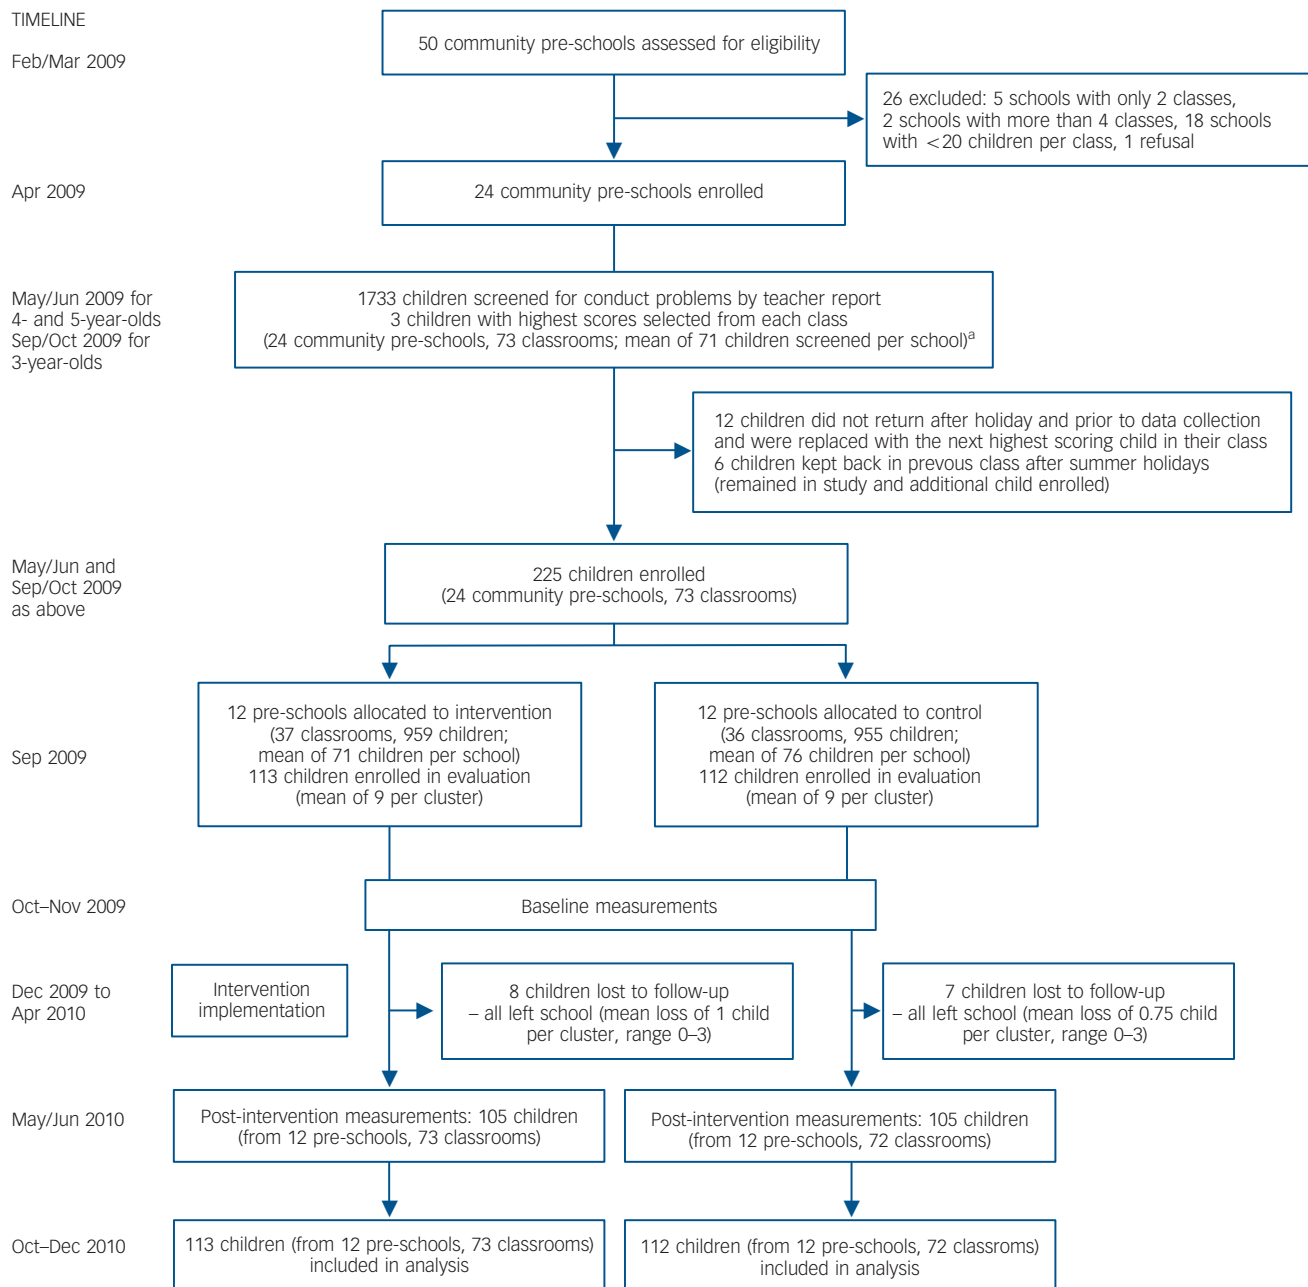 TIMELINE
Feb/Mar 2009
50 community pre-schools assessed for eligibility
26 excluded: 5 schools with only 2 classes,
2 schools with more than 4 classes, 18 schools
with <20 children per class, 1 refusal
Apr 2009
24 community pre-schools enrolled
May/Jun 2009 for
4- and 5-year-olds
Sep/Oct 2009 for
3-year-olds
1733 children screened for conduct problems by teacher report
3 children with highest scores selected from each class
(24 community pre-schools, 73 classrooms; mean of 71 children screened per school)a
12 children did not return after holiday and prior to data collection
and were replaced with the next highest scoring child in their class
6 children kept back in prevous class after summer holidays
(remained in study and additional child enrolled)
May/Jun and
Sep/Oct 2009
as above
225 children enrolled
(24 community pre-schools, 73 classrooms)
Sep 2009
12 pre-schools allocated to intervention
(37 classrooms, 959 children;
mean of 71 children per school)
113 children enrolled in evaluation
(mean of 9 per cluster)
12 pre-schools allocated to control
(36 classrooms, 955 children;
mean of 76 children per school)
112 children enrolled in evaluation
(mean of 9 per cluster)
Oct–Nov 2009
Baseline measurements
Dec 2009 to
Apr 2010
Intervention
implementation
8 children lost to follow-up
– all left school (mean loss of 1 child
per cluster, range 0–3)
7 children lost to follow-up
– all left school (mean loss of 0.75 child
per cluster, range 0–3)
May/Jun 2010
Post-intervention measurements: 105 children
(from 12 pre-schools, 73 classrooms)
Post-intervention measurements: 105 children
(from 12 pre-schools, 72 classrooms)
Oct–Dec 2010
113 children (from 12 pre-schools, 73 classrooms)
included in analysis
112 children (from 12 pre-schools, 72 classroms)
included in analysis